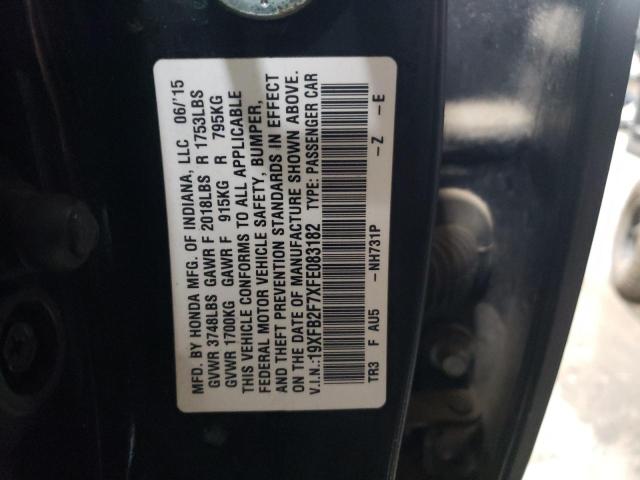 MFD. BY HONDA MFG. OF INDIANA, LLC 06/'15
GVWR 3748LBS GAWR F 2018LBS R 1753LBS
GVWR 1700KG GAWR F 915KG R 795KG
THIS VEHICLE CONFORMS TO ALL APPLICABLE
FEDERAL MOTOR VEHICLE SAFETY, BUMPER,
AND THEFT PREVENTION STANDARDS IN EFFECT
ON THE DATE OF MANUFACTURE SHOWN ABOVE.
V.I.N.:19XFB2F7XFE083182 TYPE: PASSENGER CAR
TR3 F AU5 -NH731P -Z -E